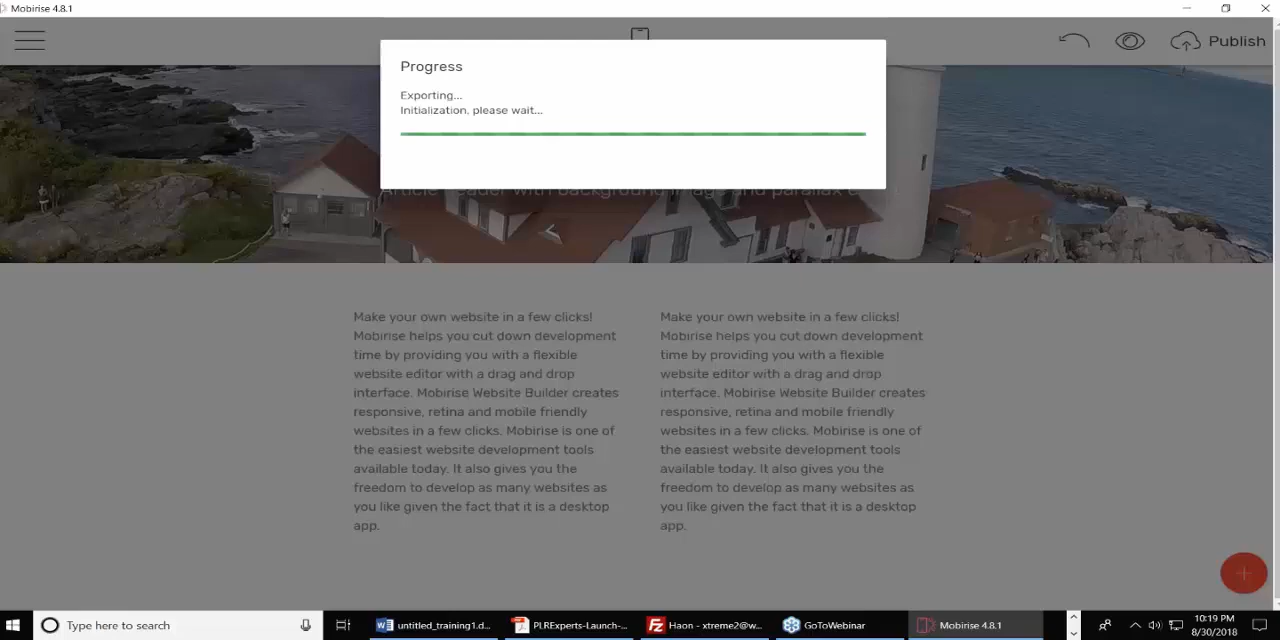 Mobirise 4.8.1
Publish
Progress
Exporting...
Initialization, please wait...
Article header with background image and parallax e
Make your own website in a few clicks!
Mobirise helps you cut down development
time by providing you with a flexible
website editor with a drag and drop
interface. Mobirise Website Builder creates
responsive, retina and mobile friendly
websites in a few clicks. Mobirise is one of
the easiest website development tools
available today. It also gives you the
freedom to develop as many websites as
you like given the fact that it is a desktop
app.
Make your own website in a few clicks!
Mobirise helps you cut down development
time by providing you with a flexible
website editor with a drag and drop
interface. Mobirise Website Builder creates
responsive, retina and mobile friendly
websites in a few clicks. Mobirise is one of
the easiest website development tools
available today. It also gives you the
freedom to develop as many websites as
you like given the fact that it is a desktop
app.
Type here to search
untitled_training1.d...
PLRExperts-Launch-...
Haon - xtreme2@w...
GoToWebinar
Mobirise 4.8.1
10:19 PM
8/30/2018